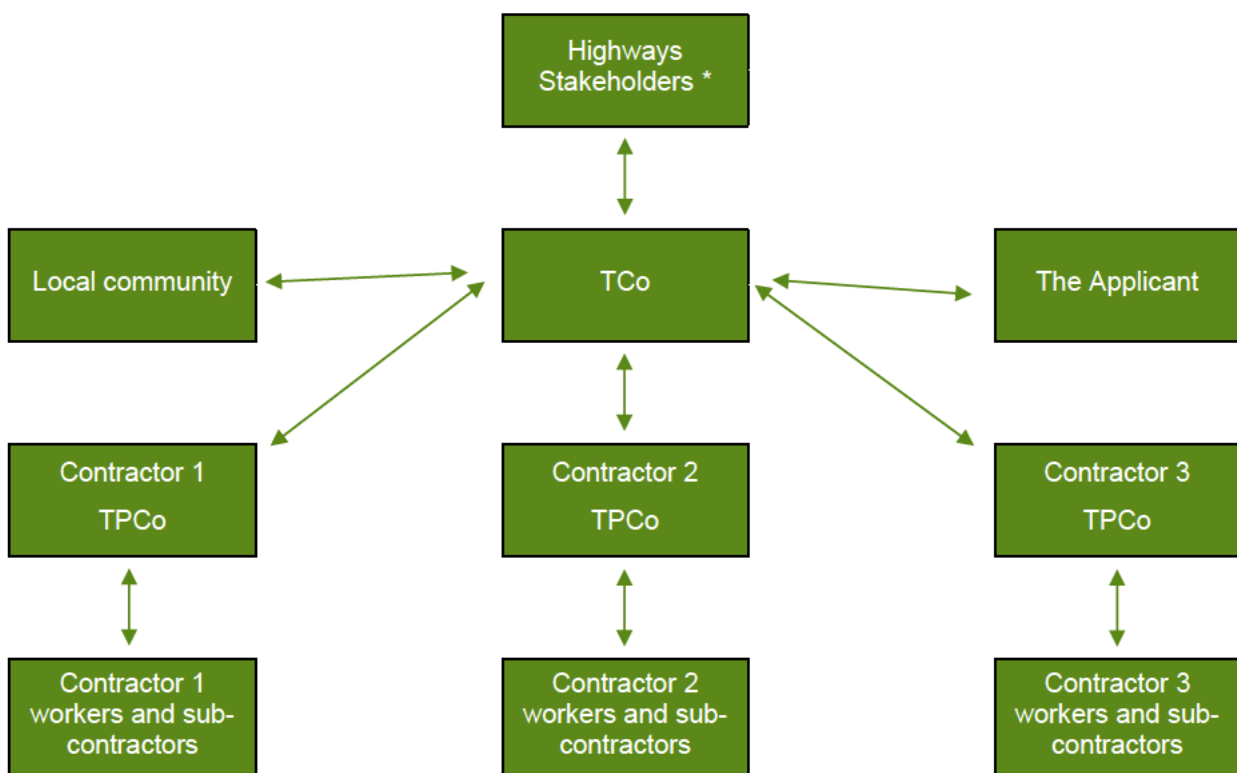 Highways
Stakeholders *
Local community
TCo
The Applicant
Contractor 1
TPCo
Contractor 2
TPCo
Contractor 3
TPCo
Contractor 1
workers and sub-
contractors
Contractor 2
workers and sub-
contractors
Contractor 3
workers and sub-
contractors